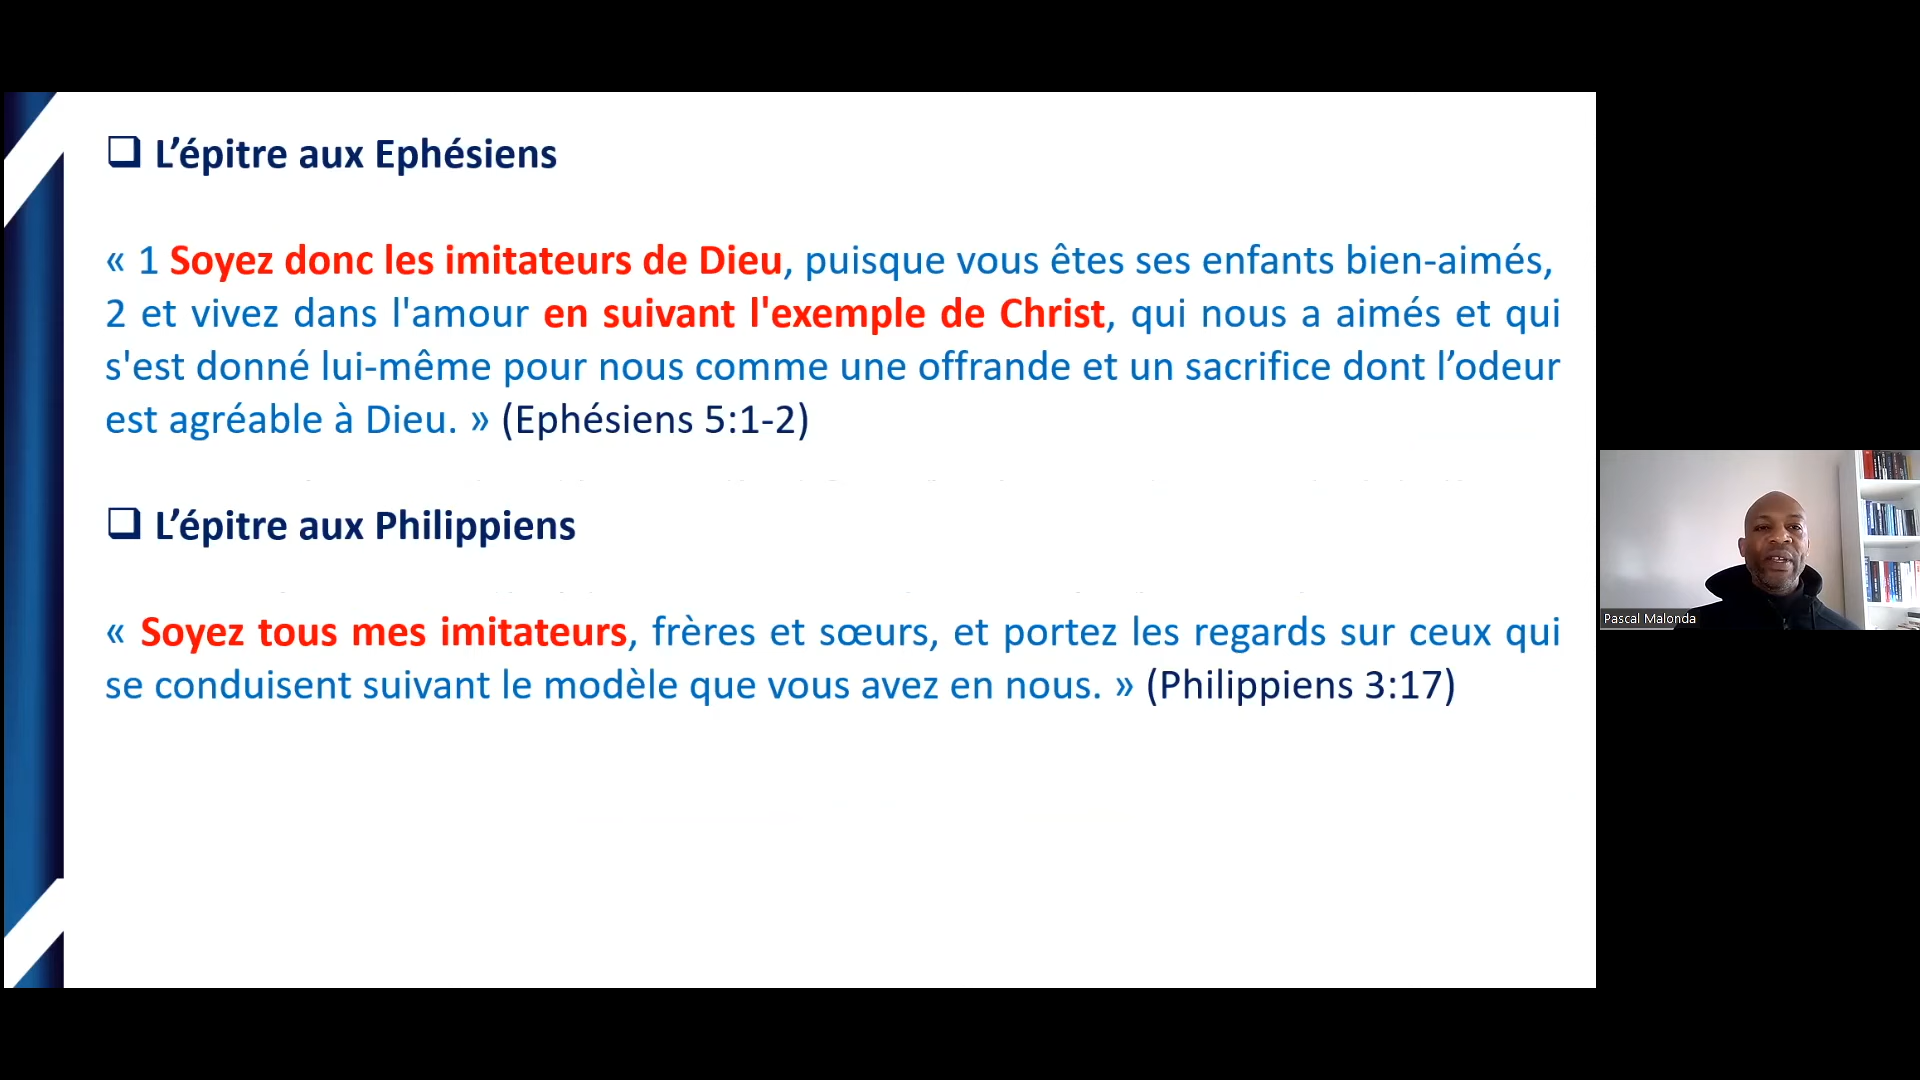 ❑ L’épitre aux Ephésiens
« 1 Soyez donc les imitateurs de Dieu, puisque vous êtes ses enfants bien-aimés,
2 et vivez dans l'amour en suivant l'exemple de Christ, qui nous a aimés et qui
s'est donné lui-même pour nous comme une offrande et un sacrifice dont l’odeur
est agréable à Dieu. » (Ephésiens 5:1-2)
❑ L’épitre aux Philippiens
« Soyez tous mes imitateurs, frères et sœurs, et portez les regards sur ceux qui
se conduisent suivant le modèle que vous avez en nous. » (Philippiens 3:17)
Pascal Malonda